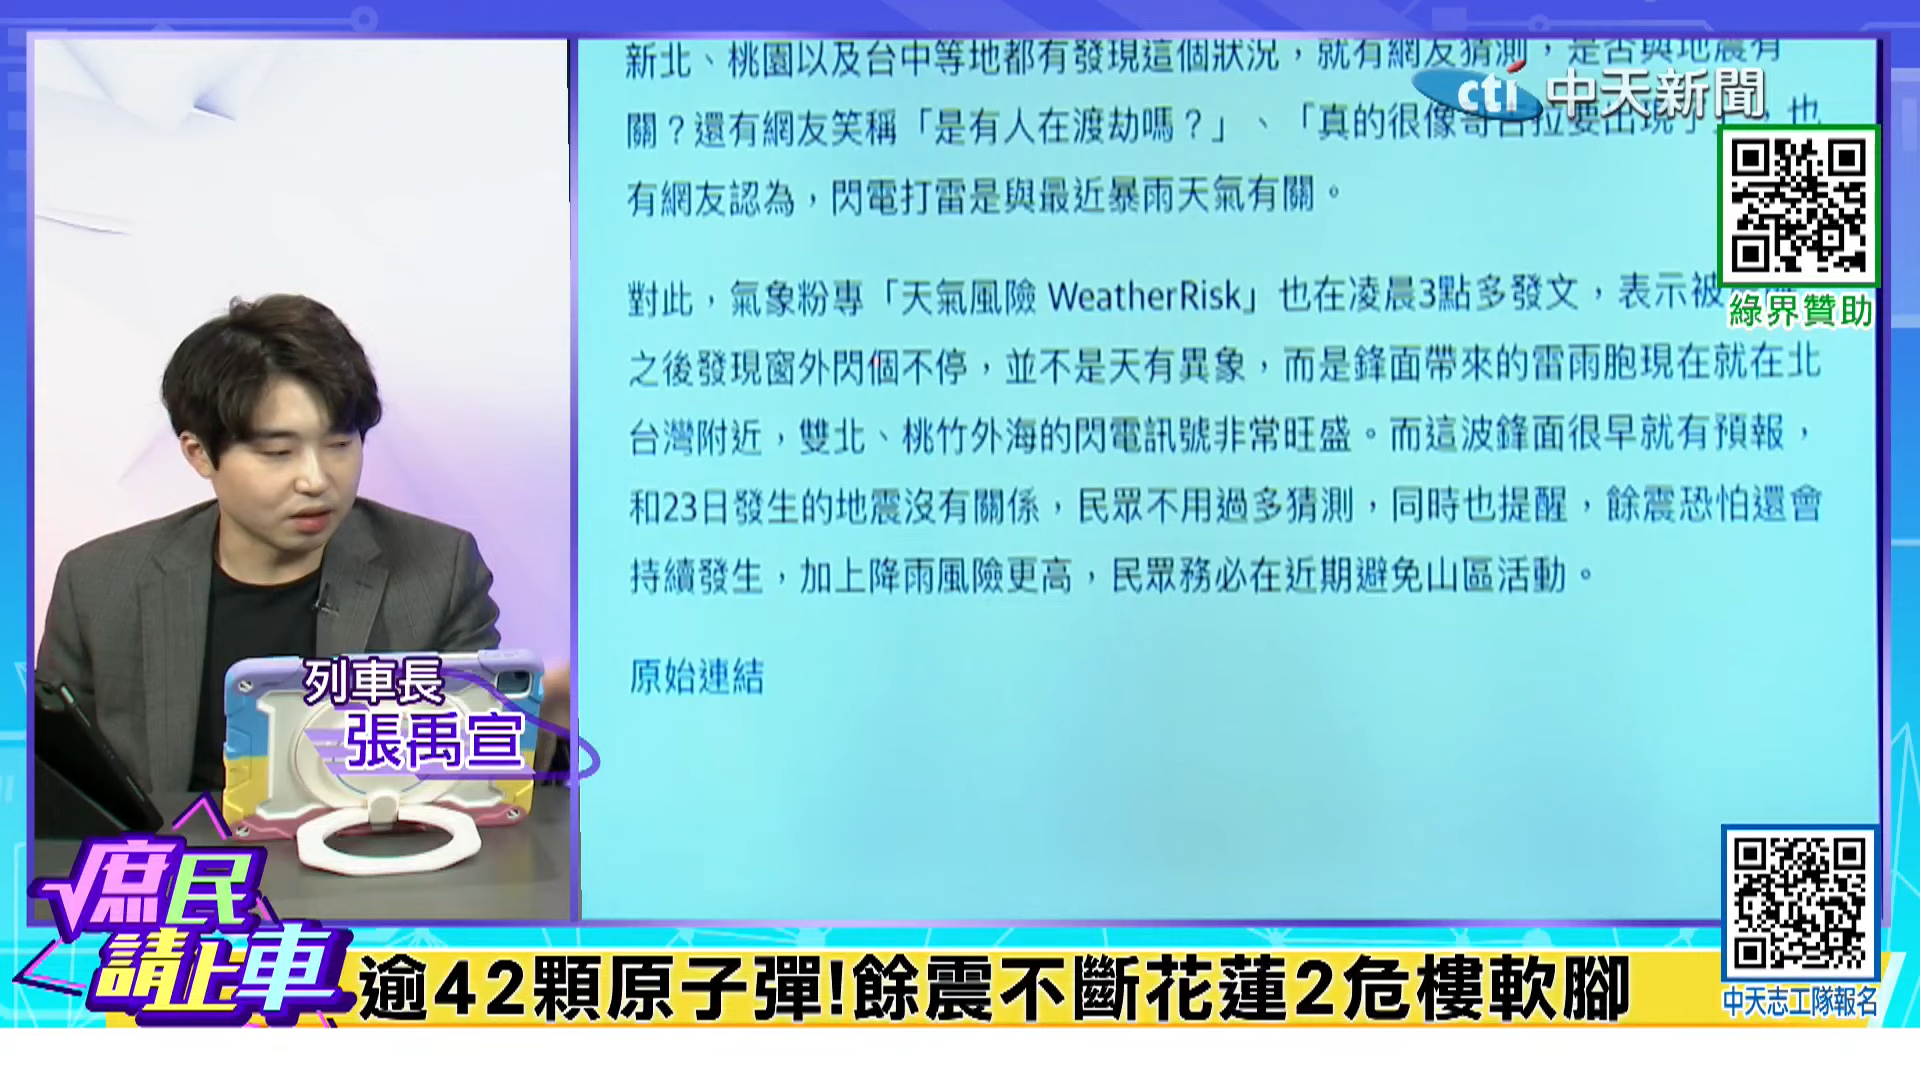 新北、桃園以及台中等地都有發現這個狀況，就有網友猜測，是否與地震有
關？還有網友笑稱「是有人在渡劫嗎？」、「真的很像哥吉拉要出現了」，也
有網友認為，閃電打雷是與最近暴雨天氣有關。
對此，氣象粉專「天氣風險 WeatherRisk」也在凌晨3點多發文，表示被
之後發現窗外閃個不停，並不是天有異象，而是鋒面帶來的雷雨胞現在就在北
台灣附近，雙北、桃竹外海的閃電訊號非常旺盛。而這波鋒面很早就有預報，
和23日發生的地震沒有關係，民眾不用過多猜測，同時也提醒，餘震恐怕還會
持續發生，加上降雨風險更高，民眾務必在近期避免山區活動。
原始連結
cti 中天新聞
綠界贊助
列車長
張禹宣
庶民
請上車
逾42顆原子彈!餘震不斷花蓮2危樓軟腳
中天志工隊報名